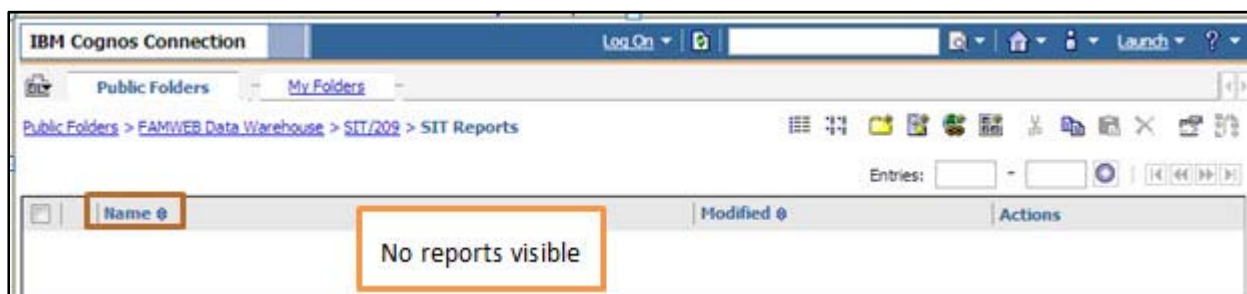 IBM Cognos Connection Log On Launch ?
Public Folders My Folders
Public Folders > FAMWEB Data Warehouse > SIT/209 > SIT Reports
Entries: -
Name Modified Actions
No reports visible